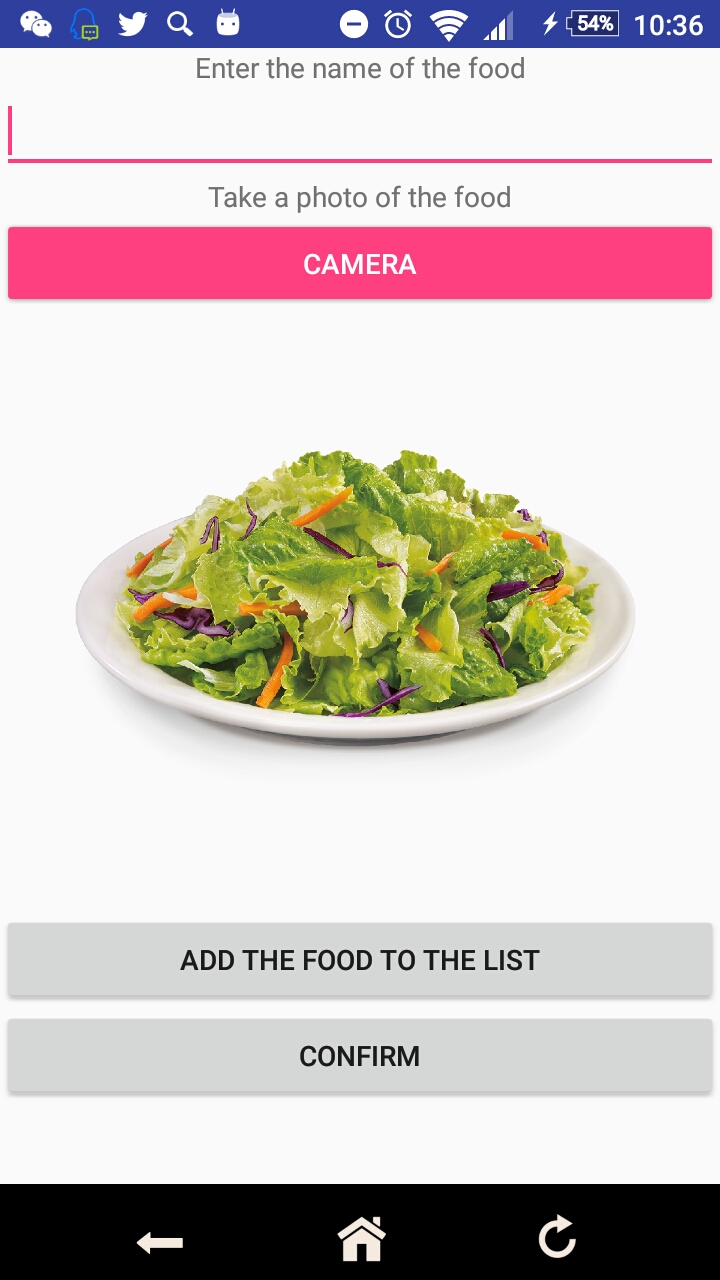 54% 10:36
Enter the name of the food
Take a photo of the food
CAMERA
ADD THE FOOD TO THE LIST
CONFIRM